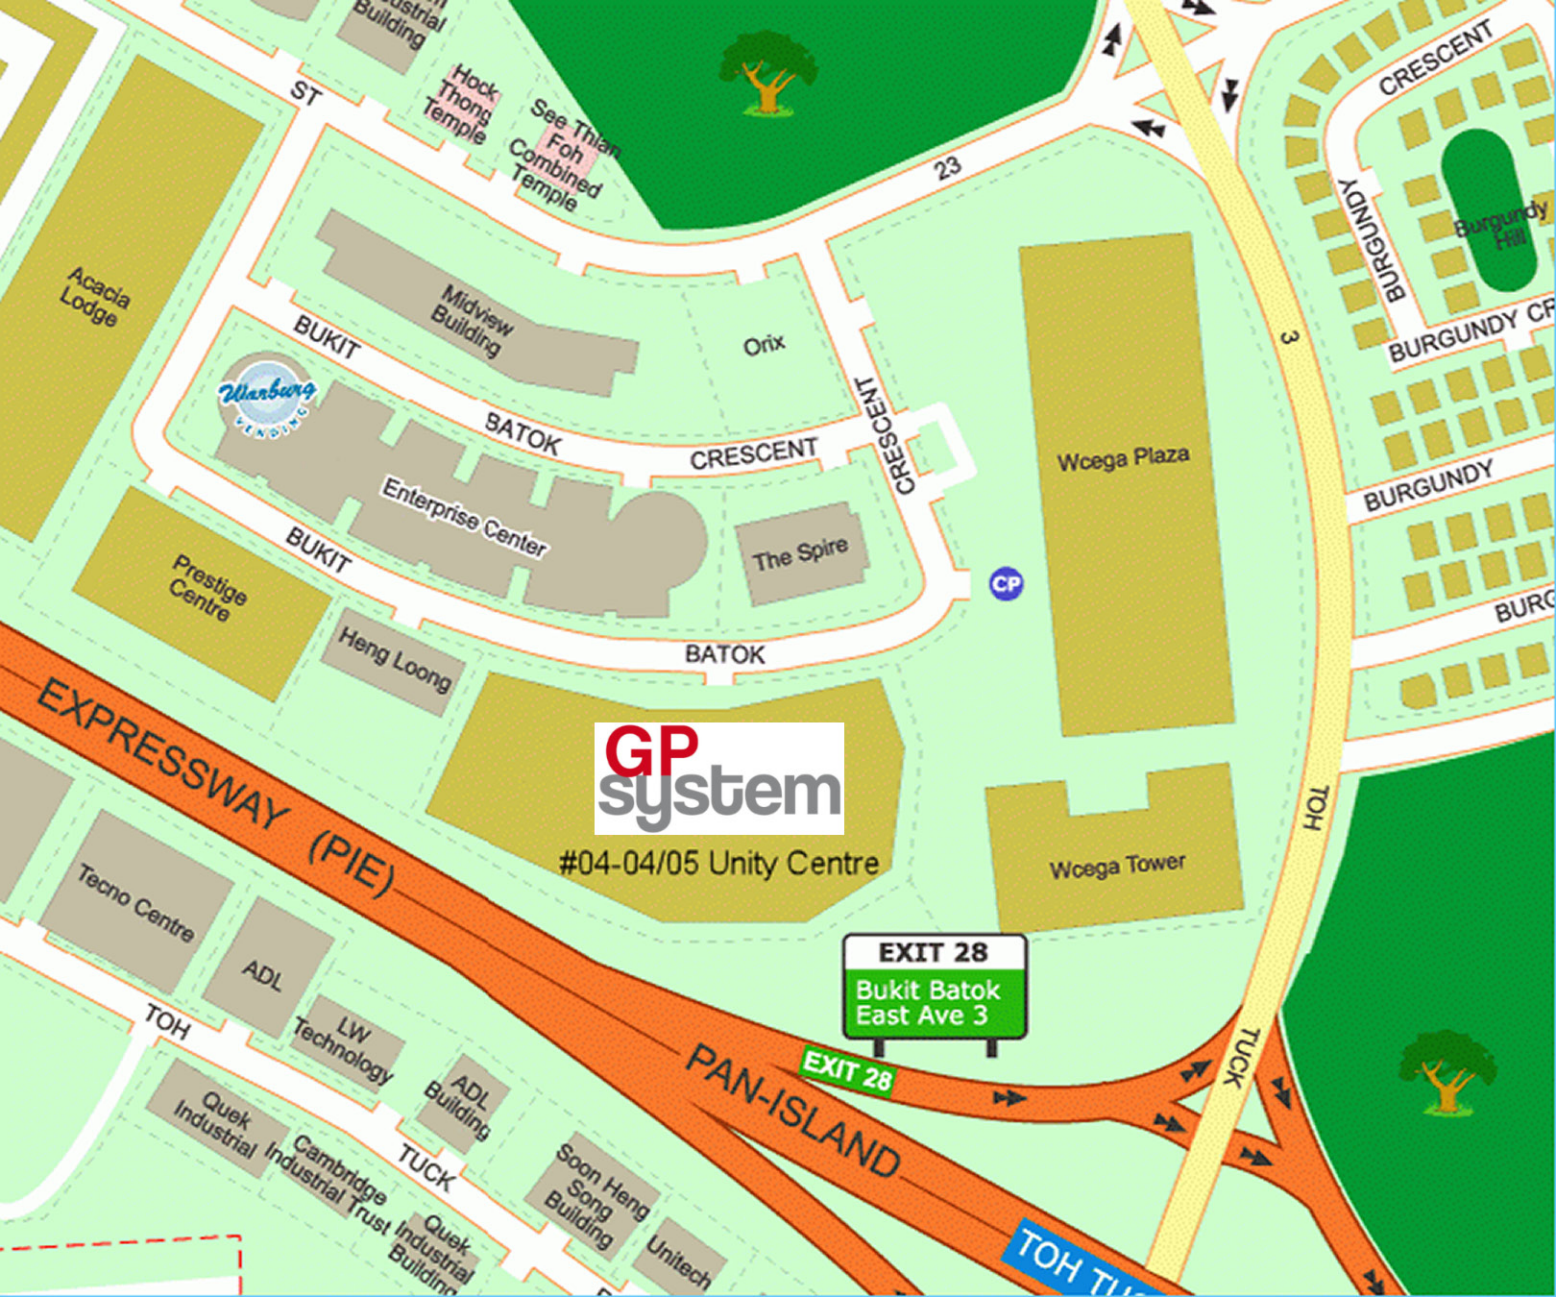 dustrial
Building
ST
Hock
Thong
Temple
See Thian
Foh
Combined
Temple
23
CRESCENT
BURGUNDY
BURGUNDY
Burgundy
Hill
BURGUNDY CR
3
Acacia
Lodge
Midview
Building
Orix
BUKIT
BATOK
CRESCENT
CRESCENT
CRESCENT
Warburg
VENDING
Enterprise Center
The Spire
Wcega Plaza
BURGUNDY
CP
BURG
BUKIT
BATOK
Prestige
Centre
Heng Loong
GP
system
#04-04/05 Unity Centre
Wcega Tower
TOH
EXPRESSWAY (PIE)
Tecno Centre
ADL
EXIT 28
Bukit Batok
East Ave 3
EXIT 28
TUCK
PAN-ISLAND
TOH
LW
Technology
ADL
Building
Quek
Industrial
Cambridge
Industrial Trust
TUCK
Soon Heng
Song
Building
Quek
Industrial
Building
Unitech
TOH TUC